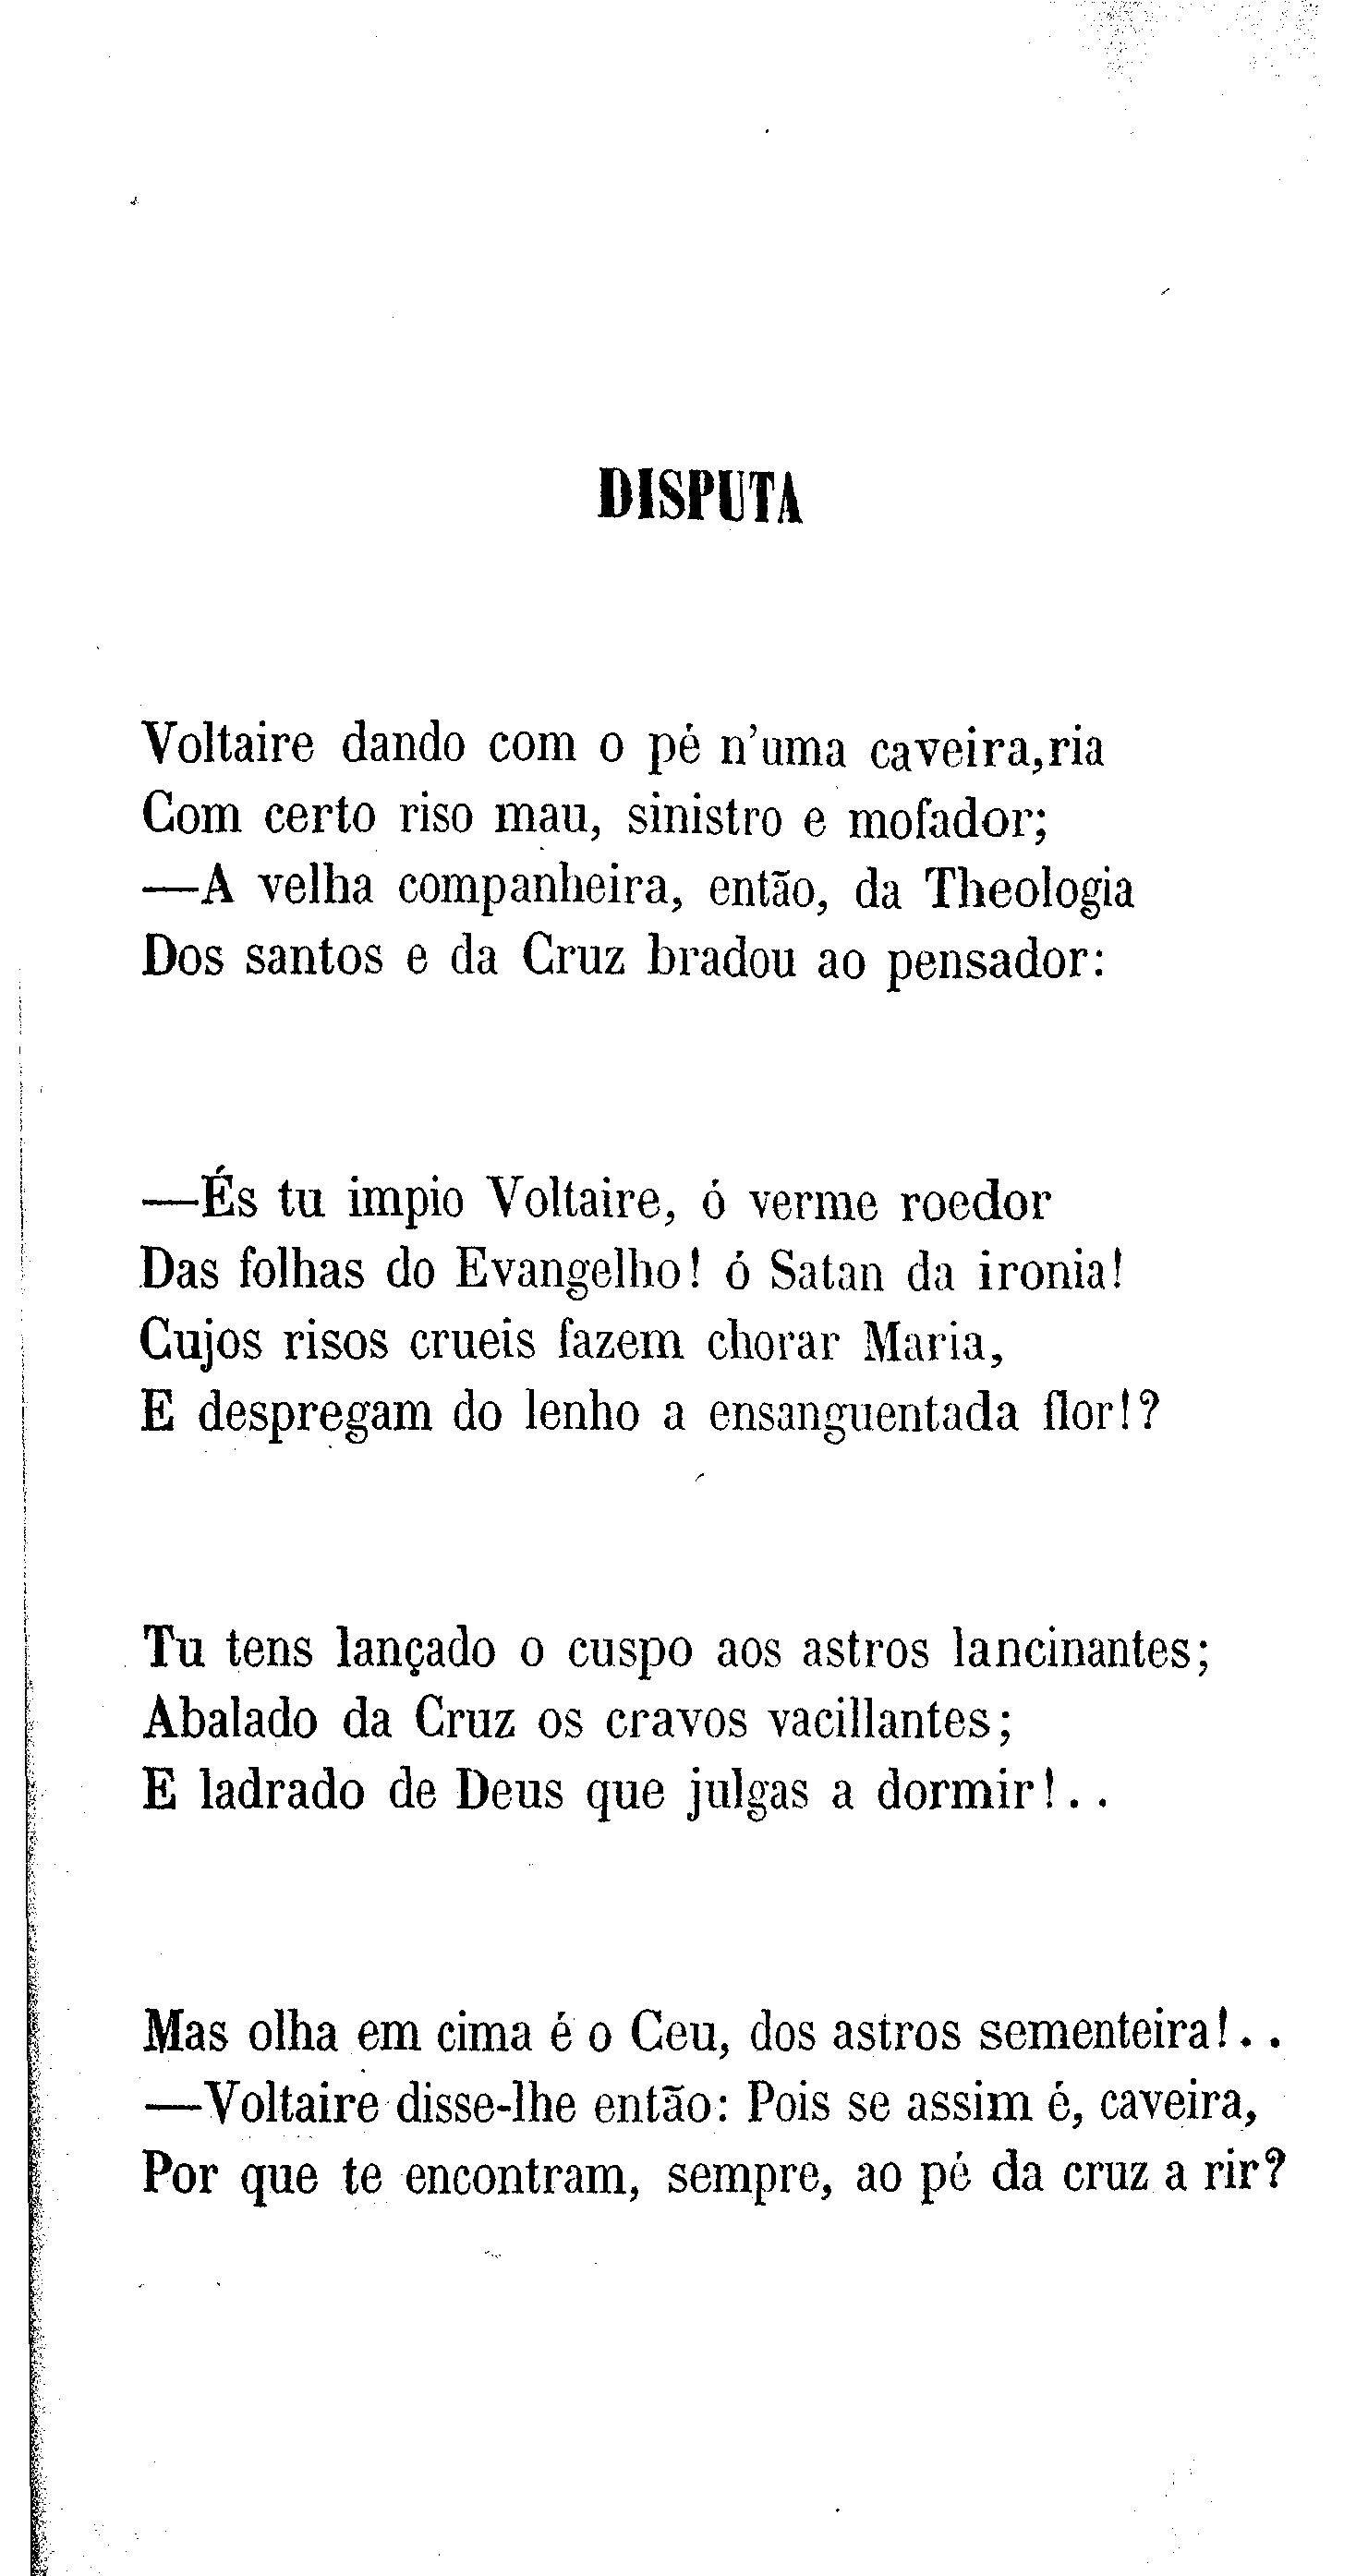 DISPUTA
Voltaire dando com o pé n'uma caveira,ria
Com certo riso mau, sinistro e mofador;
—A velha companheira, então, da Theologia
Dos santos e da Cruz bradou ao pensador:
—És tu impio Voltaire, ó verme roedor
Das folhas do Evangelho! ó Satan da ironia!
Cujos risos crueis fazem chorar Maria,
E despregam do lenho a ensanguentada flor!?
Tu tens lançado o cuspo aos astros lancinantes;
Abalado da Cruz os cravos vacillantes;
E ladrado de Deus que julgas a dormir!..
Mas olha em cima é o Ceu, dos astros sementeira!..
—Voltaire disse-lhe então: Pois se assim é, caveira,
Por que te encontram, sempre, ao pé da cruz a rir?